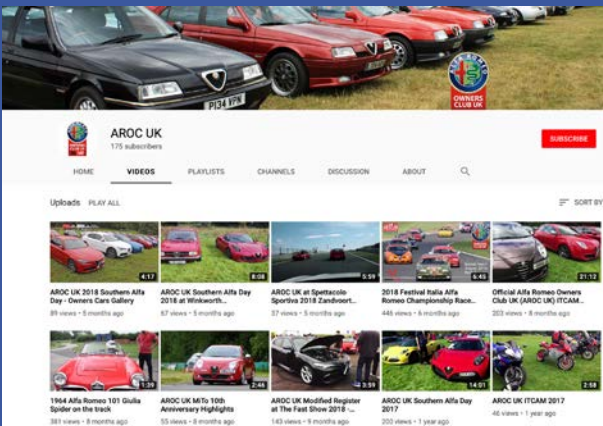 P134 VPN
ALFA ROMEO
OWNERS
CLUB UK
AROC UK
175 subscribers
SUBSCRIBE
HOME VIDEOS PLAYLISTS CHANNELS DISCUSSION ABOUT
Uploads PLAY ALL SORT BY
4:17 8:08 5:59 6:45 21:12
AROC UK 2018 Southern Alfa
Day - Owners Cars Gallery
89 views • 5 months ago
AROC UK Southern Alfa Day
2018 at Winkworth...
67 views • 5 months ago
AROC UK at Spettacolo
Sportiva 2018 Zandvoort...
37 views • 5 months ago
2018 Festival Italia Alfa
Romeo Championship Race...
446 views • 6 months ago
Official Alfa Romeo Owners
Club UK (AROC UK) ITCAM...
203 views • 8 months ago
1:39 2:46 3:59 14:01 2:58
1964 Alfa Romeo 101 Giulia
Spider on the track
381 views • 8 months ago
AROC UK MiTo 10th
Anniversary Highlights
55 views • 8 months ago
AROC UK Modified Register
at The Fast Show 2018 -...
143 views • 9 months ago
AROC UK Southern Alfa Day
2017
200 views • 1 year ago
AROC UK ITCAM 2017
46 views • 1 year ago